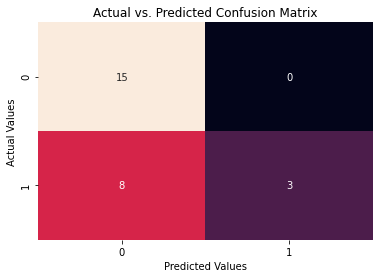 Actual vs. Predicted Confusion Matrix
Actual Values
0
15
0
1
8
3
0
1
Predicted Values